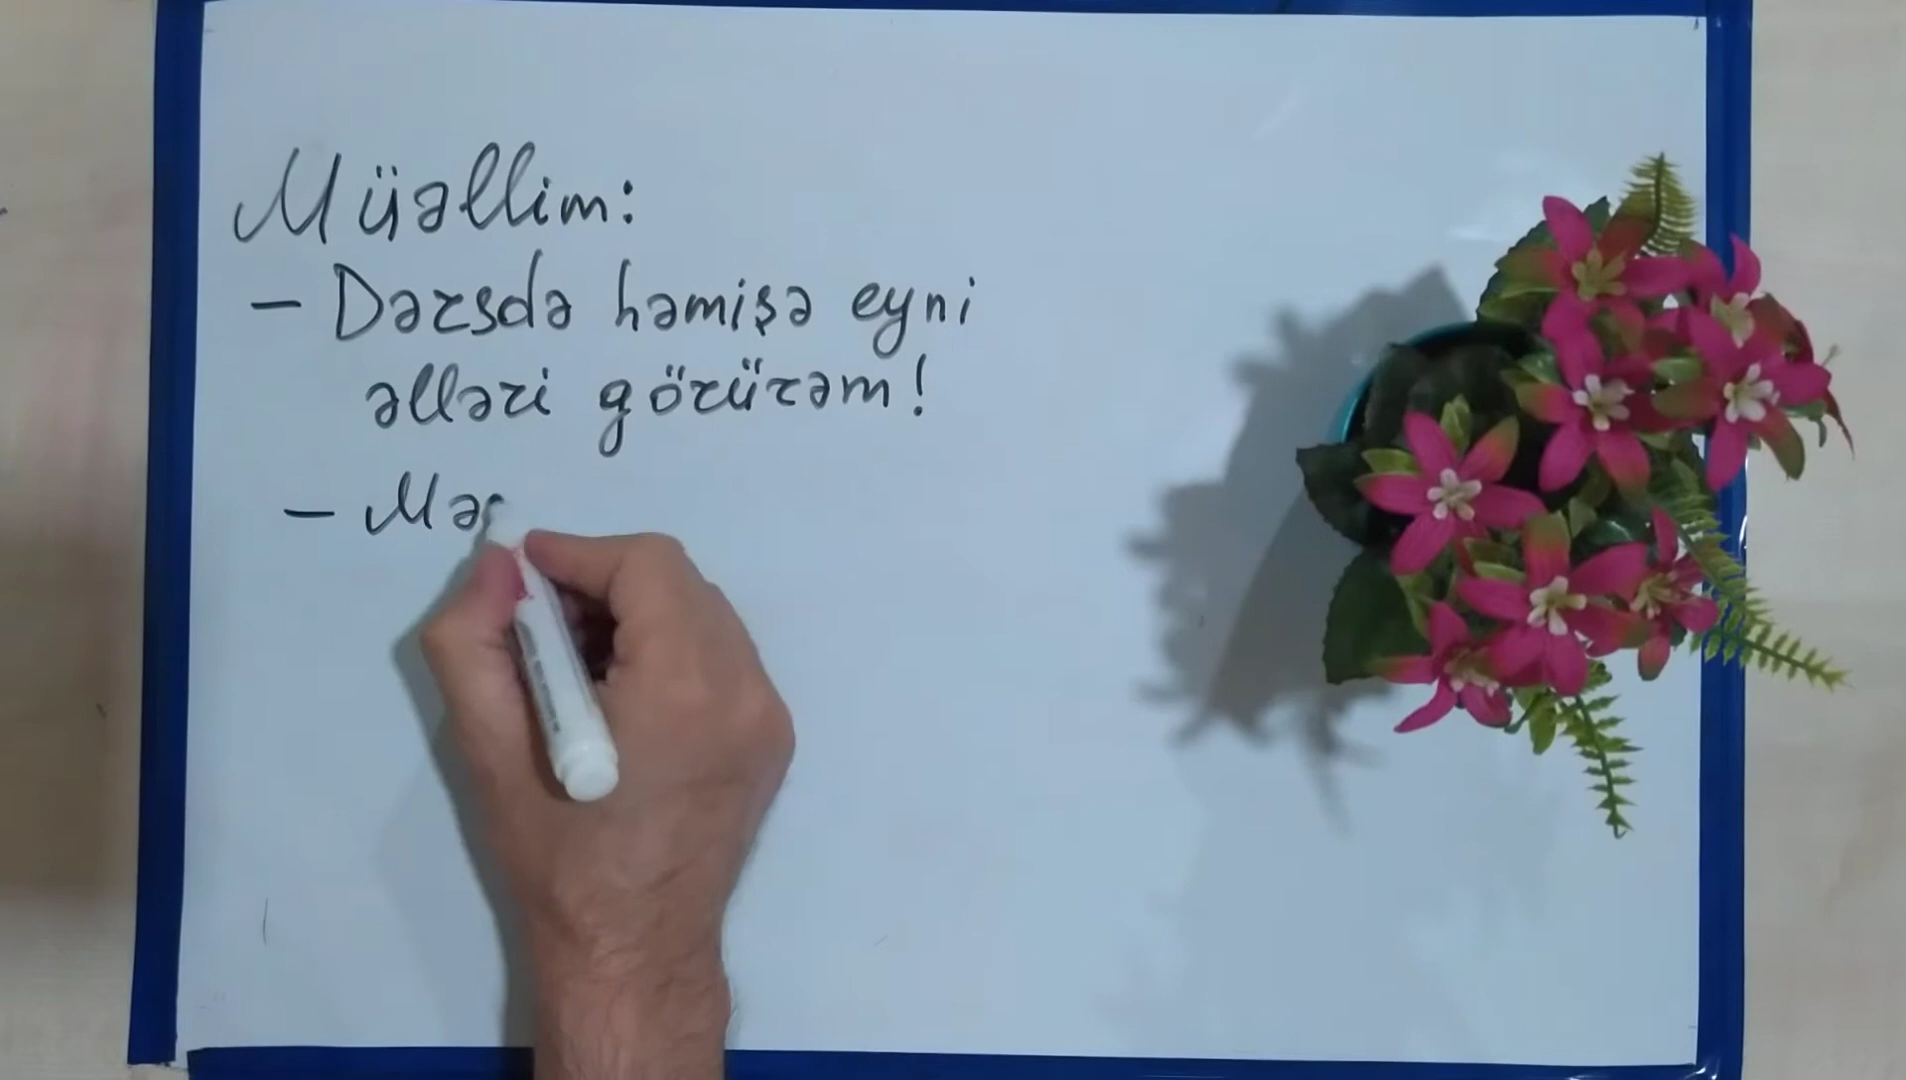 Müəllim:
– Dərsdə həmişə eyni
əlləri görürəm!
– Mə